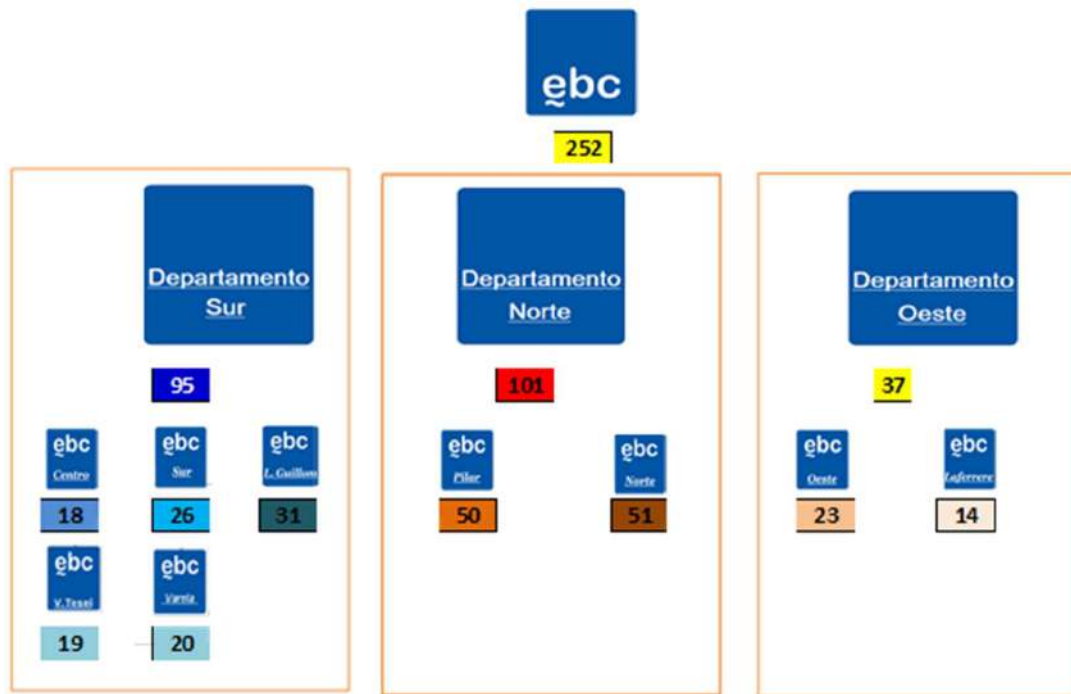 ebc
252
Departamento
Sur
95
ebc
Centro
18
ebc
Sur
26
ebc
L. Guillon
31
ebc
V.Tesei
19
ebc
Varela
20
Departamento
Norte
101
ebc
Pilar
50
ebc
Norte
51
Departamento
Oeste
37
ebc
Oeste
23
ebc
Laferrere
14